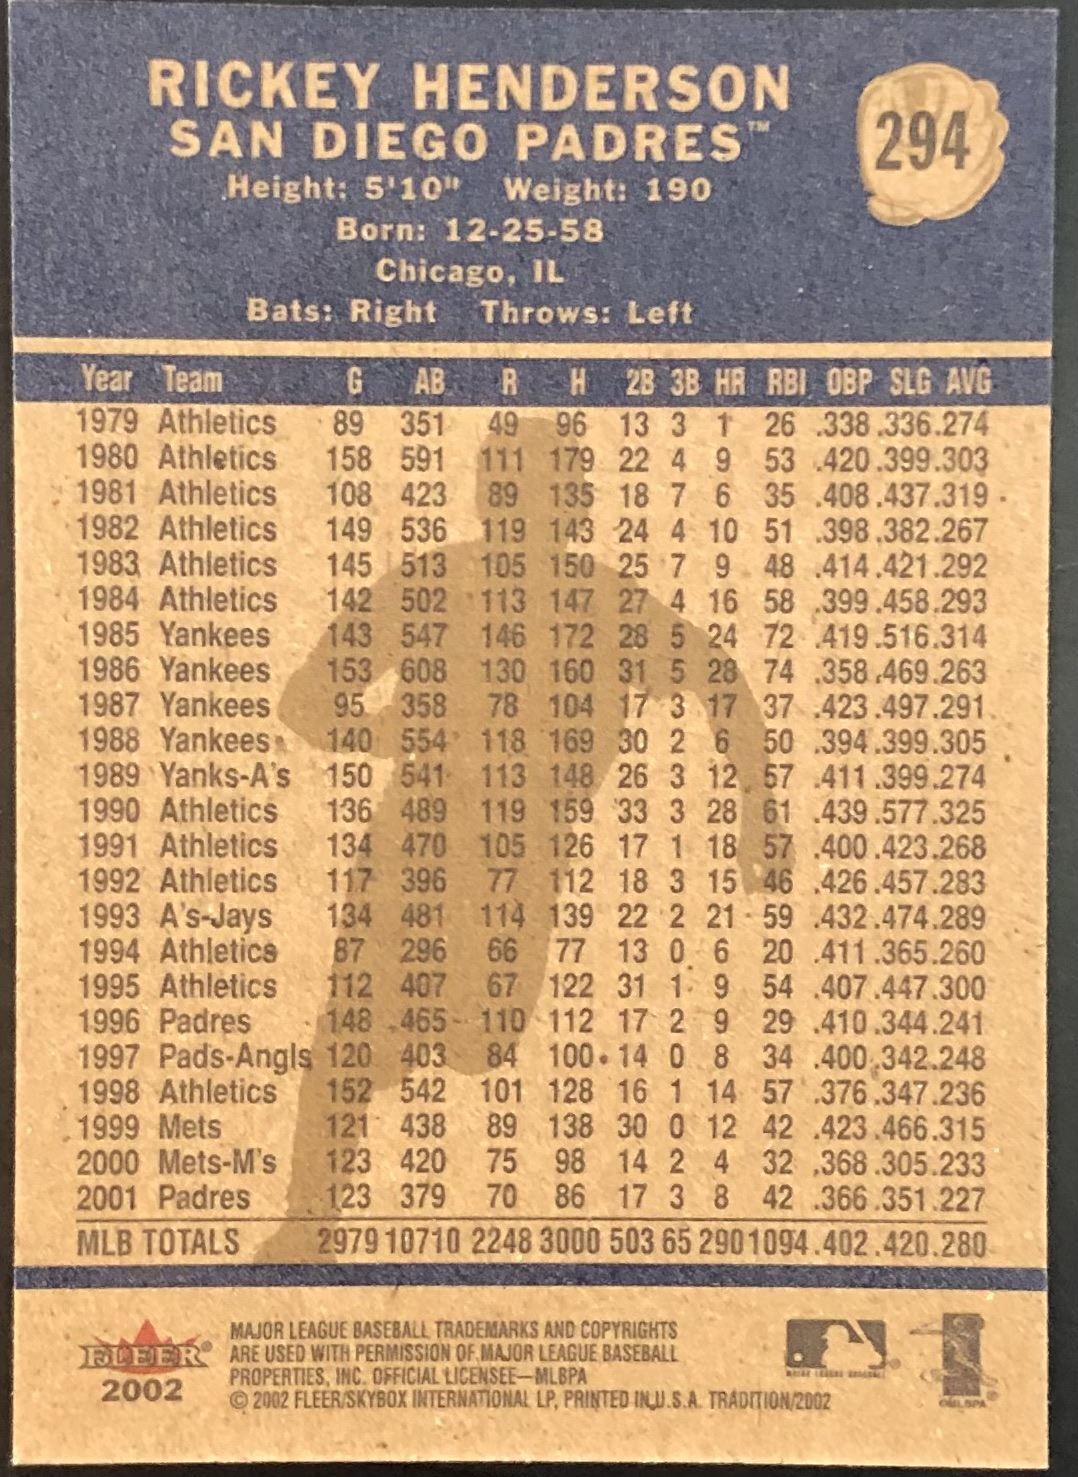 RICKEY HENDERSON
SAN DIEGO PADRES™
294
Height: 5'10" Weight: 190
Born: 12-25-58
Chicago, IL
Bats: Right Throws: Left
Year Team G AB R H 2B 3B HR RBI OBP SLG AVG
1979 Athletics 89 351 49 96 13 3 1 26 .338 .336 .274
1980 Athletics 158 591 111 179 22 4 9 53 .420 .399 .303
1981 Athletics 108 423 89 135 18 7 6 35 .408 .437 .319
1982 Athletics 149 536 119 143 24 4 10 51 .398 .382 .267
1983 Athletics 145 513 105 150 25 7 9 48 .414 .421 .292
1984 Athletics 142 502 113 147 27 4 16 58 .399 .458 .293
1985 Yankees 143 547 146 172 28 5 24 72 .419 .516 .314
1986 Yankees 153 608 130 160 31 5 28 74 .358 .469 .263
1987 Yankees 95 358 78 104 17 3 17 37 .423 .497 .291
1988 Yankees 140 554 118 169 30 2 6 50 .394 .399 .305
1989 Yanks-A's 150 541 113 148 26 3 12 57 .411 .399 .274
1990 Athletics 136 489 119 159 33 3 28 61 .439 .577 .325
1991 Athletics 134 470 105 126 17 1 18 57 .400 .423 .268
1992 Athletics 117 396 77 112 18 3 15 46 .426 .457 .283
1993 A's-Jays 134 481 114 139 22 2 21 59 .432 .474 .289
1994 Athletics 87 296 66 77 13 0 6 20 .411 .365 .260
1995 Athletics 112 407 67 122 31 1 9 54 .407 .447 .300
1996 Padres 148 465 110 112 17 2 9 29 .410 .344 .241
1997 Pads-Angls 120 403 84 100 14 0 8 34 .400 .342 .248
1998 Athletics 152 542 101 128 16 1 14 57 .376 .347 .236
1999 Mets 121 438 89 138 30 0 12 42 .423 .466 .315
2000 Mets-M's 123 420 75 98 14 2 4 32 .368 .305 .233
2001 Padres 123 379 70 86 17 3 8 42 .366 .351 .227
MLB TOTALS 2979 10710 2248 3000 503 65 290 1094 .402 .420 .280
FLEER®
2002
MAJOR LEAGUE BASEBALL TRADEMARKS AND COPYRIGHTS
ARE USED WITH PERMISSION OF MAJOR LEAGUE BASEBALL
PROPERTIES, INC. OFFICIAL LICENSEE—MLBPA
© 2002 FLEER/SKYBOX INTERNATIONAL LP, PRINTED IN U.S.A. TRADITION/2002
MAJOR LEAGUE BASEBALL
©MLBPA